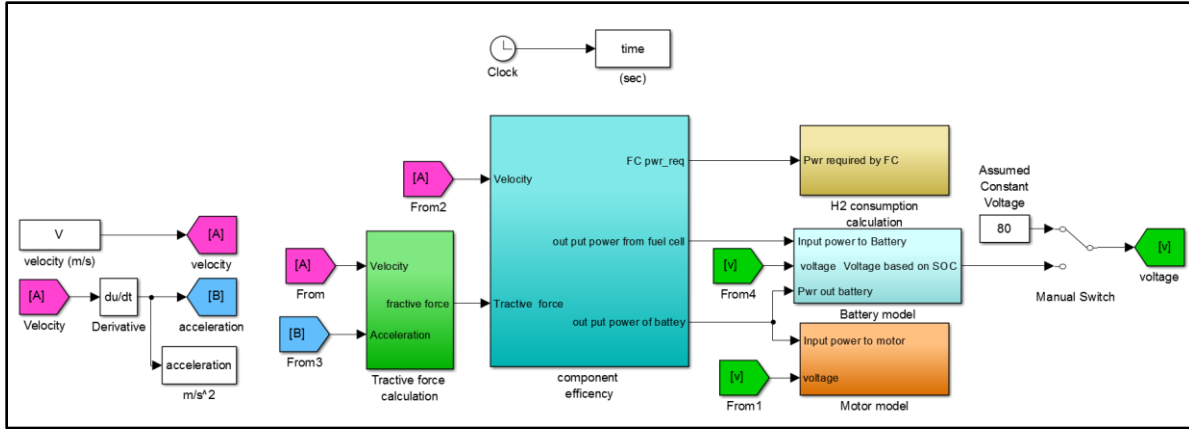 time
Clock
(sec)
[A]
From2
Velocity
FC pwr_req
out put power from fuel cell
Tractive force
out put power of battey
component
efficency
Pwr required by FC
H2 consumption
calculation
Assumed
Constant
Voltage
80
[v]
voltage
Manual Switch
V
velocity (m/s)
[A]
velocity
[A]
Velocity
du/dt
Derivative
[B]
acceleration
acceleration
m/s^2
[A]
From
[B]
From3
Velocity
fractive force
Acceleration
Tractive force
calculation
[v]
From4
Input power to Battery
voltage Voltage based on SOC
Pwr out battery
Battery model
[v]
From1
Input power to motor
voltage
Motor model